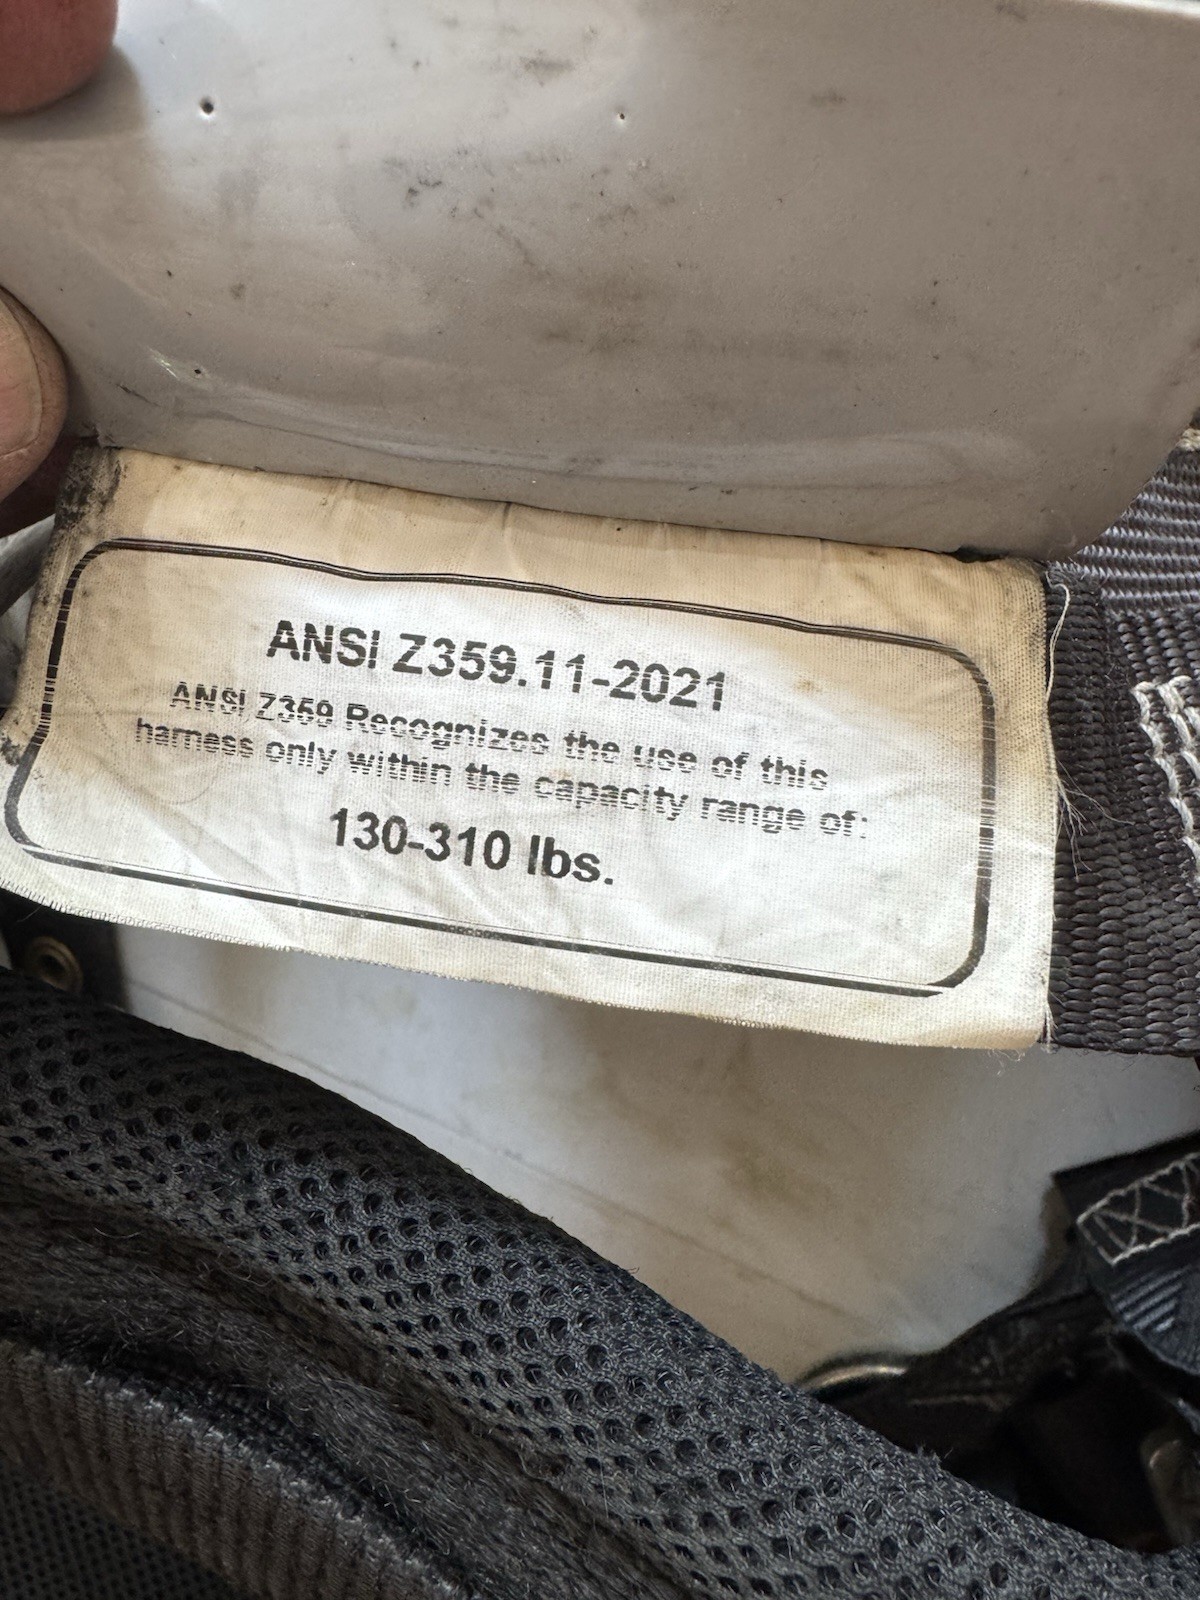 ANSI Z359.11-2021
ANSI Z359 Recognizes the use of this
harness only within the capacity range of:
130-310 lbs.